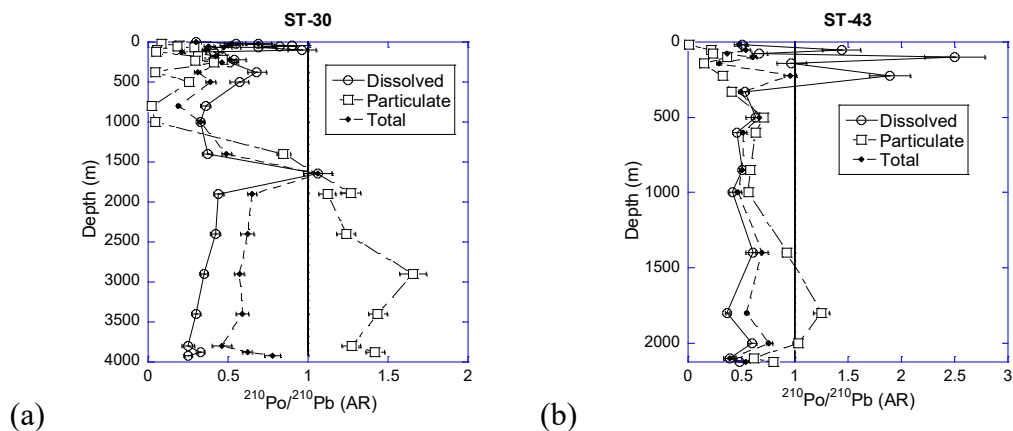 ST-30
0
500
1000
1500
2000
2500
3000
3500
4000
Depth (m)
Dissolved
Particulate
Total
0 0.5 1 1.5 2
²¹⁰Po/²¹⁰Pb (AR)
(a)
ST-43
0
500
1000
1500
2000
Depth (m)
Dissolved
Particulate
Total
0 0.5 1 1.5 2 2.5 3
²¹⁰Po/²¹⁰Pb (AR)
(b)